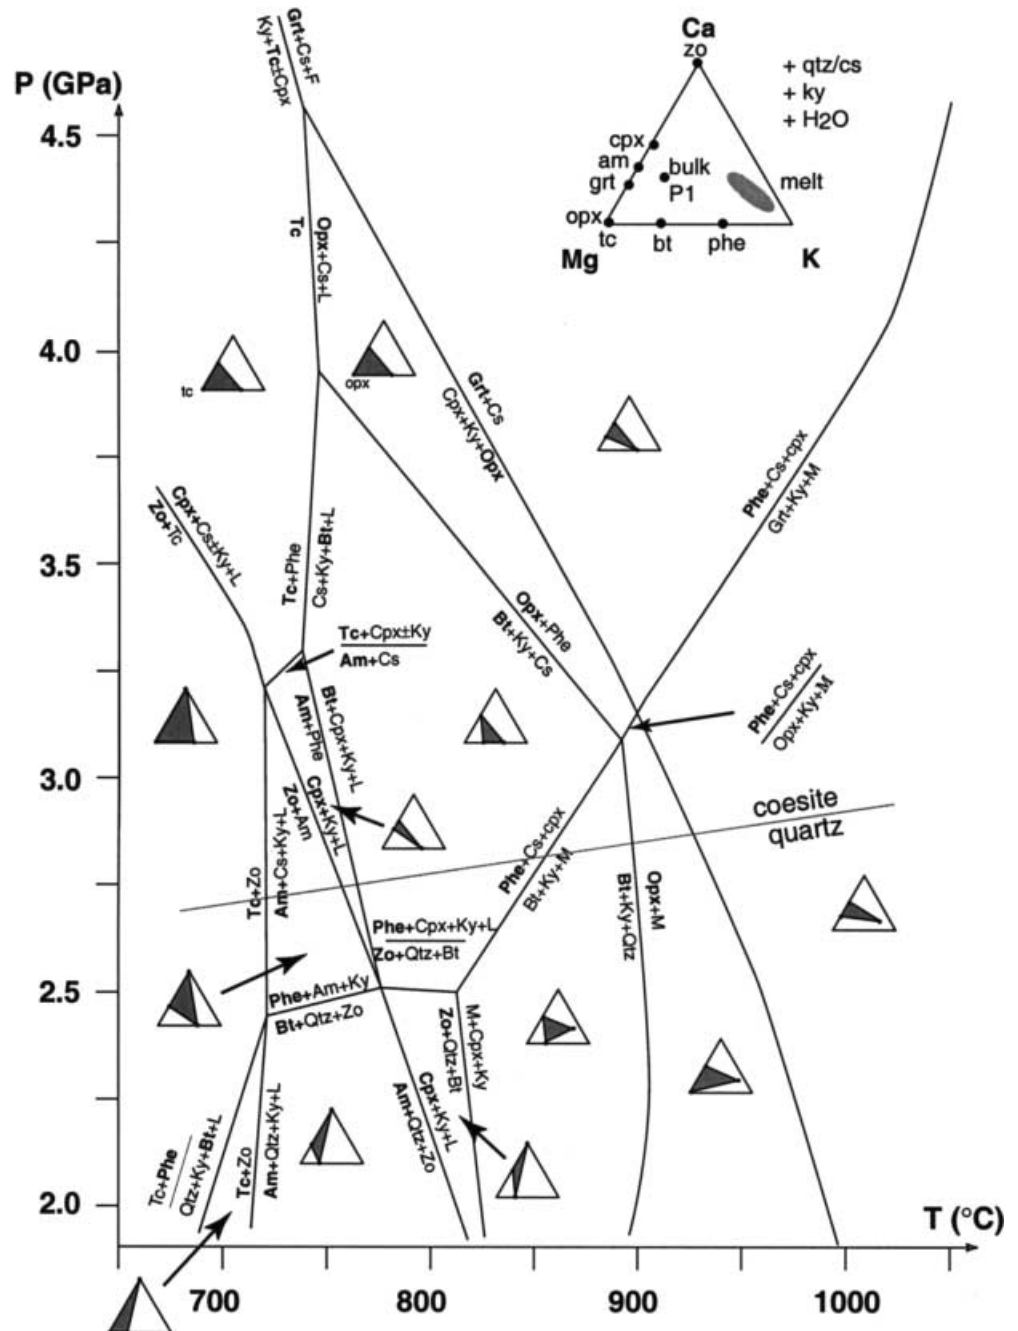 P (GPa)
4.5
4.0
3.5
3.0
2.5
2.0
700
800
900
1000
T (°C)
Ca
zo
+ qtz/cs
+ ky
+ H2O
cpx
am
grt
opx
tc
bulk
P1
melt
bt
phe
Mg
K
Grt+Cs+F
Ky+Tc±Cpx
Tc
Opx+Cs+L
tc
opx
Grt+Cs
Cpx+Ky+Opx
Phe+Cs+cpx
Grt+Ky+M
Cpx+Cs±Ky+L
Zo+Tc
Tc+Phe
Cs+Ky+Bt+L
Opx+Phe
Bt+Ky+Cs
Tc+Cpx±Ky
Am+Cs
Phe+Cs+cpx
Opx+Ky+M
Bt+Cpx+Ky+L
Am+Phe
Cpx+Ky+L
Zo+Am
coesite
quartz
Tc+Zo
Am+Cs+Ky+L
Phe+Cs+cpx
Bt+Ky+M
Opx+M
Bt+Ky+Qtz
Phe+Cpx+Ky+L
Zo+Qtz+Bt
Phe+Am+Ky
Bt+Qtz+Zo
M+Cpx+Ky
Zo+Qtz+Bt
Cpx+Ky+L
Am+Qtz+Zo
Tc+Phe
Qtz+Ky+Bt+L
Tc+Zo
Am+Qtz+Ky+L